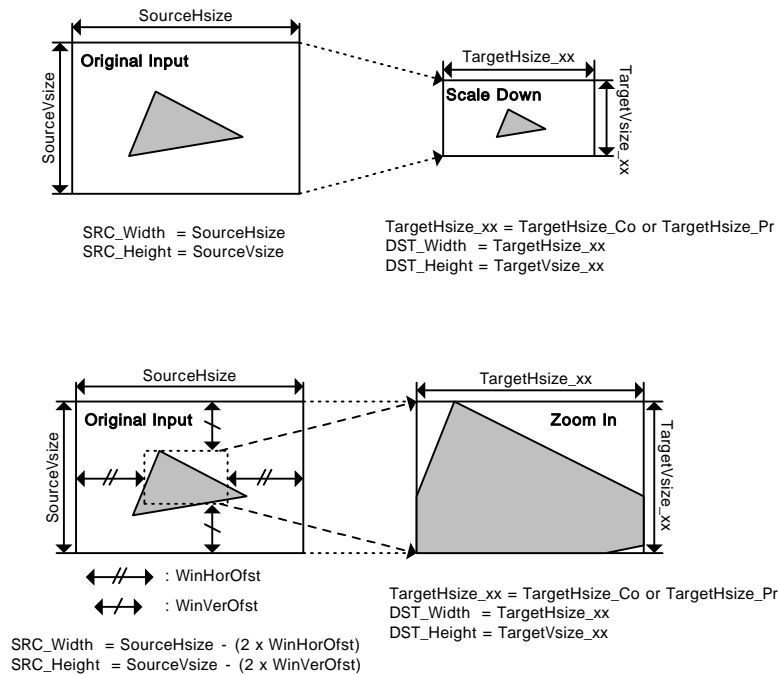 SourceHsize
SourceVsize
Original Input
TargetHsize_xx
Scale Down
TargetVsize_xx
SRC_Width = SourceHsize
SRC_Height = SourceVsize
TargetHsize_xx = TargetHsize_Co or TargetHsize_Pr
DST_Width = TargetHsize_xx
DST_Height = TargetVsize_xx
SourceHsize
SourceVsize
Original Input
TargetHsize_xx
Zoom In
TargetVsize_xx
: WinHorOfst
: WinVerOfst
SRC_Width = SourceHsize - (2 x WinHorOfst)
SRC_Height = SourceVsize - (2 x WinVerOfst)
TargetHsize_xx = TargetHsize_Co or TargetHsize_Pr
DST_Width = TargetHsize_xx
DST_Height = TargetVsize_xx